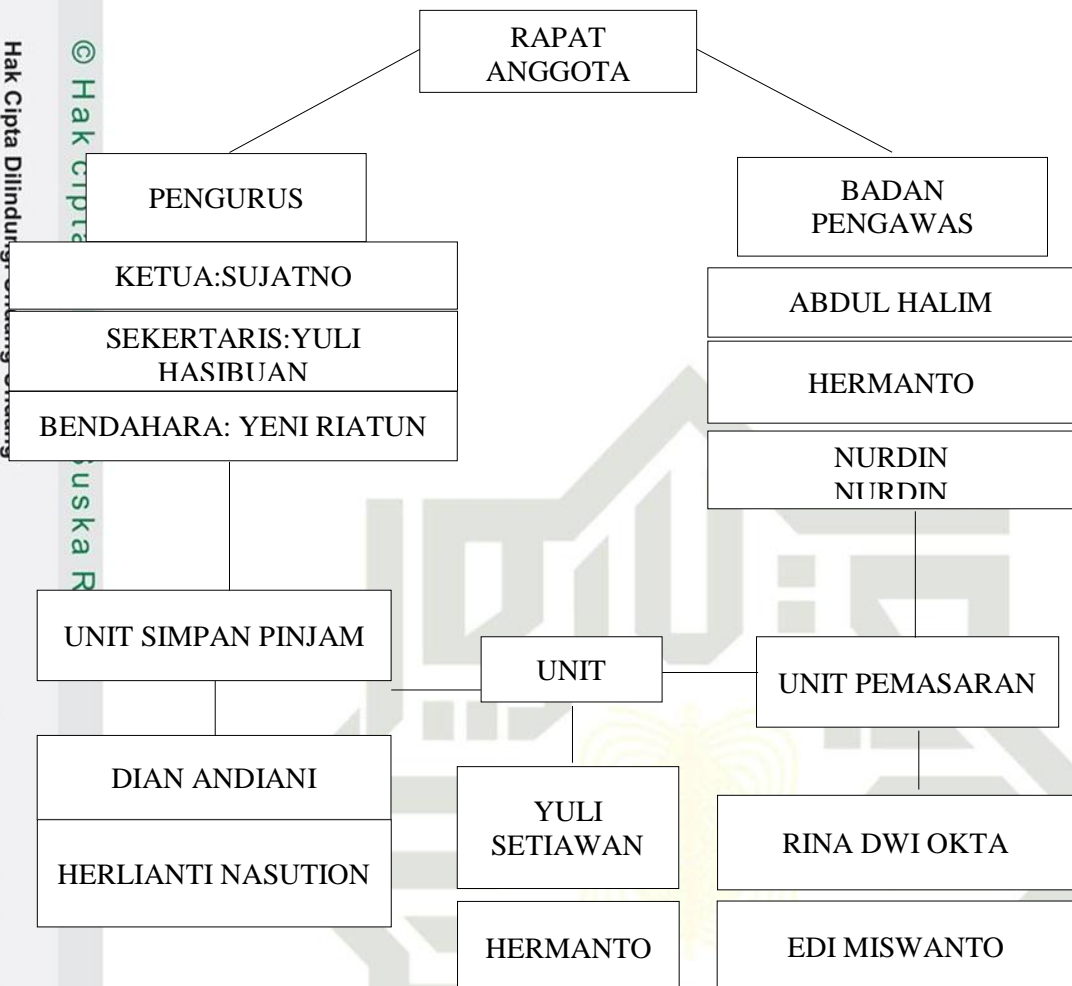 RAPAT
ANGGOTA
PENGURUS
BADAN
PENGAWAS
KETUA:SUJATNO
SEKERTARIS:YULI
HASIBUAN
BENDAHARA: YENI RIATUN
ABDUL HALIM
HERMANTO
NURDIN
NURDIN
UNIT SIMPAN PINJAM
UNIT
UNIT PEMASARAN
DIAN ANDIANI
HERLIANTI NASUTION
YULI
SETIAWAN
HERMANTO
RINA DWI OKTA
EDI MISWANTO
© Hak cipta
Suska R
Hak Cipta Dilindungi Undang-Undang